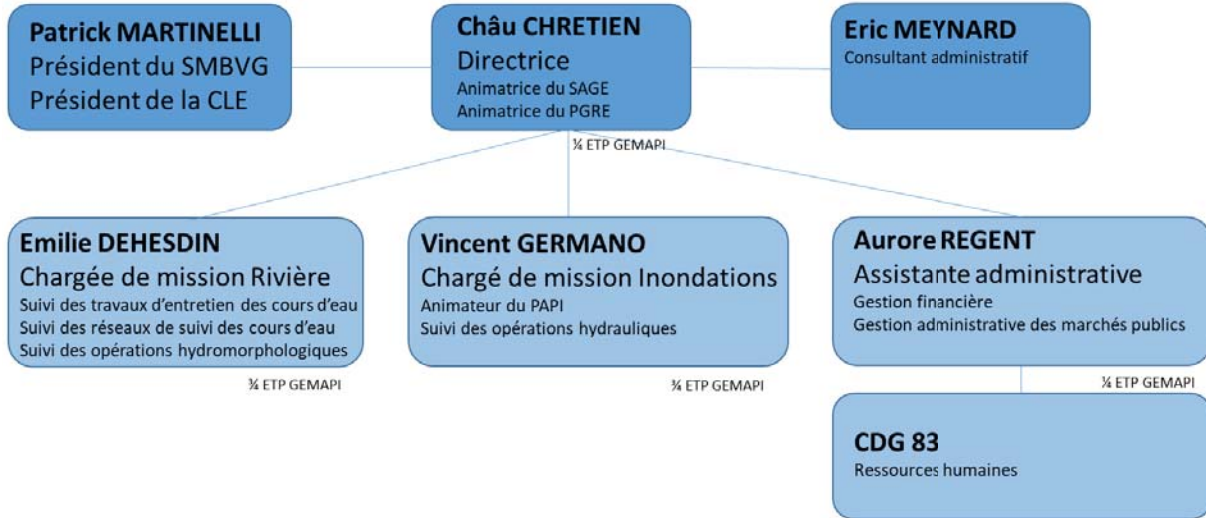 Patrick MARTINELLI
Président du SMBVG
Président de la CLE
Châu CHRETIEN
Directrice
Animatrice du SAGE
Animatrice du PGRE
Eric MEYNARD
Consultant administratif
¼ ETP GEMAPI
Emilie DEHESDIN
Chargée de mission Rivière
Suivi des travaux d'entretien des cours d'eau
Suivi des réseaux de suivi des cours d'eau
Suivi des opérations hydromorphologiques
¾ ETP GEMAPI
Vincent GERMANO
Chargé de mission Inondations
Animateur du PAPI
Suivi des opérations hydrauliques
¾ ETP GEMAPI
Aurore REGENT
Assistante administrative
Gestion financière
Gestion administrative des marchés publics
¼ ETP GEMAPI
CDG 83
Ressources humaines